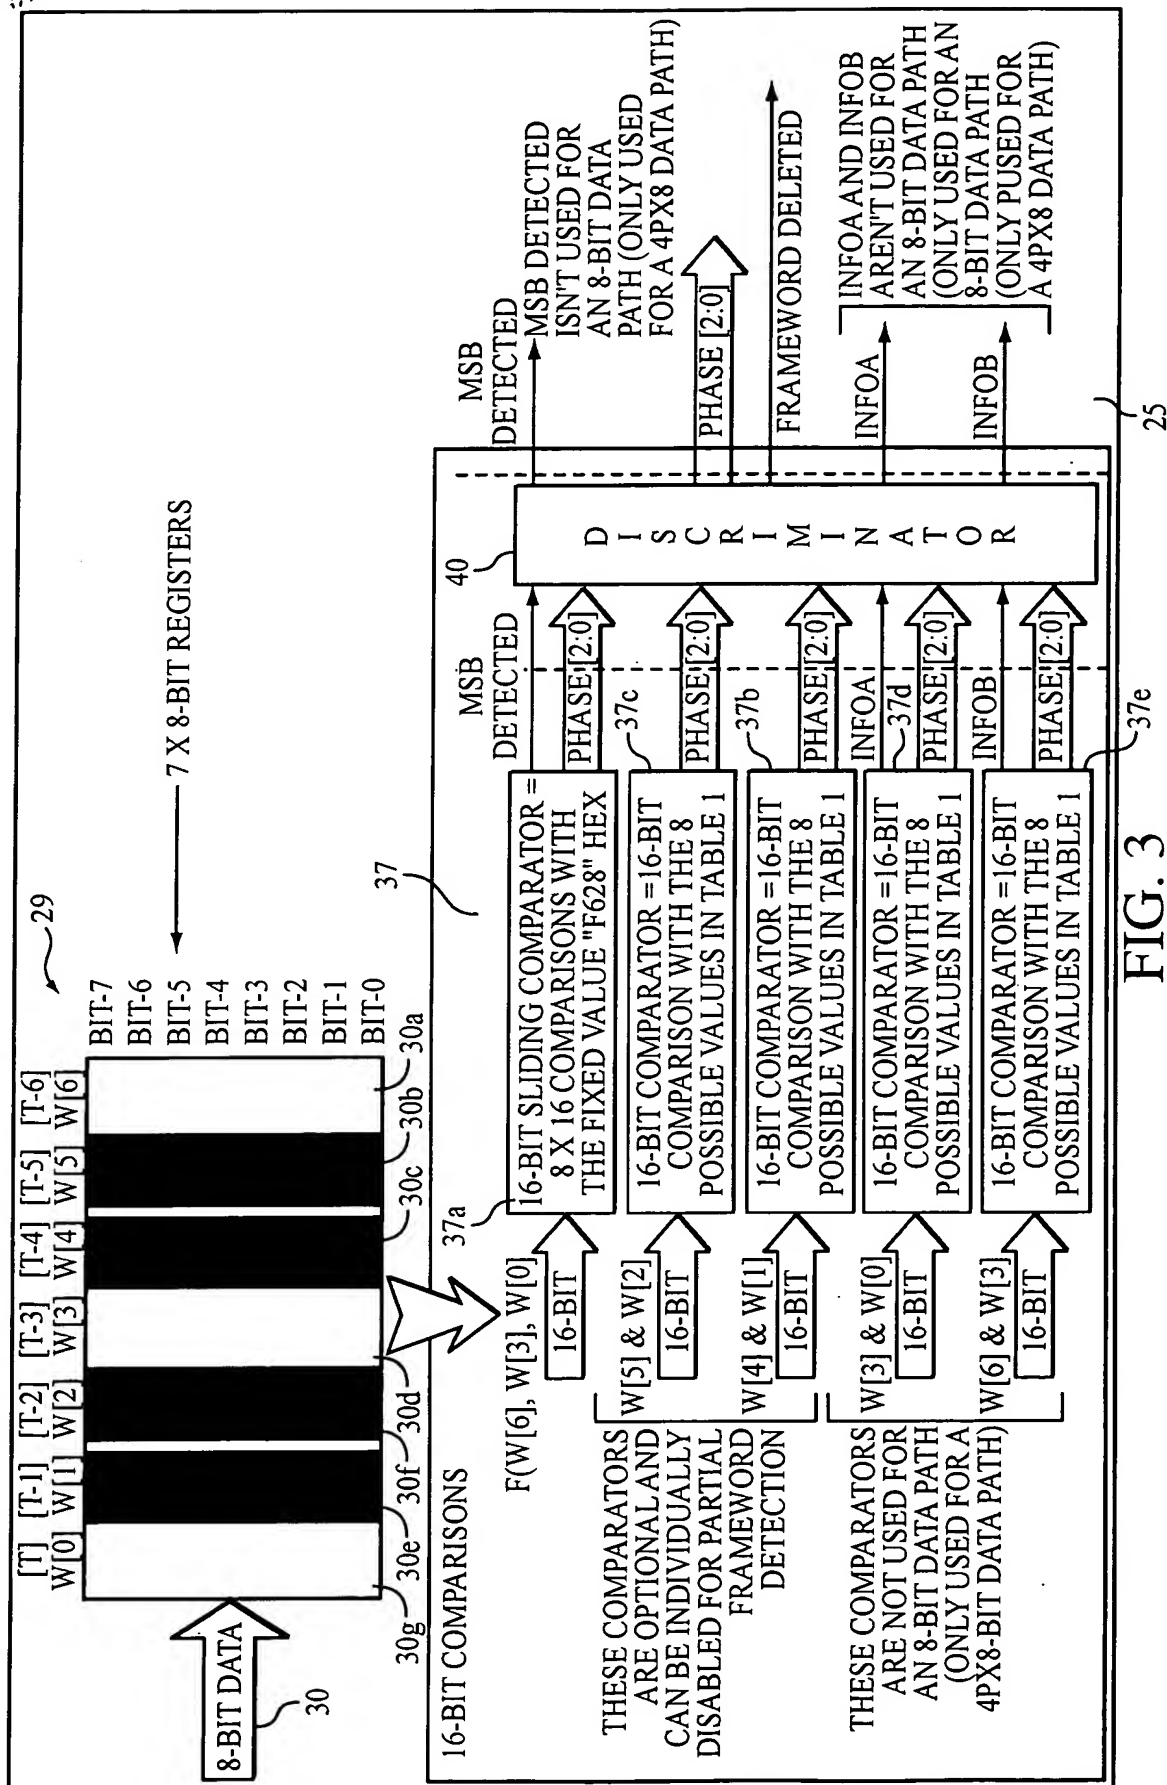 [T]
[T-1]
[T-2]
[T-3]
[T-4]
[T-5]
[T-6]
W[0]
W[1]
W[2]
W[3]
W[4]
W[5]
W[6]
29
8-BIT DATA
30
BIT-7
BIT-6
BIT-5
BIT-4
BIT-3
BIT-2
BIT-1
BIT-0
7 X 8-BIT REGISTERS
30g
30e
30f
30d
30c
30b
30a
16-BIT COMPARISONS
37
F(W[6], W[3], W[0]
16-BIT
37a
16-BIT SLIDING COMPARATOR =
8 X 16 COMPARISONS WITH
THE FIXED VALUE "F628" HEX
MSB
DETECTED
PHASE [2:0]
THESE COMPARATORS
ARE OPTIONAL AND
CAN BE INDIVIDUALLY
DISABLED FOR PARTIAL
FRAMEWORD
DETECTION
W[5] & W[2]
16-BIT
16-BIT COMPARATOR =16-BIT
COMPARISON WITH THE 8
POSSIBLE VALUES IN TABLE 1
37c
PHASE [2:0]
W[4] & W[1]
16-BIT
16-BIT COMPARATOR =16-BIT
COMPARISON WITH THE 8
POSSIBLE VALUES IN TABLE 1
37b
PHASE [2:0]
THESE COMPARATORS
ARE NOT USED FOR
AN 8-BIT DATA PATH
(ONLY USED FOR A
4PX8-BIT DATA PATH)
W[3] & W[0]
16-BIT
16-BIT COMPARATOR =16-BIT
COMPARISON WITH THE 8
POSSIBLE VALUES IN TABLE 1
INFOA
37d
PHASE [2:0]
W[6] & W[3]
16-BIT
16-BIT COMPARATOR =16-BIT
COMPARISON WITH THE 8
POSSIBLE VALUES IN TABLE 1
INFOB
PHASE [2:0]
37e
40
DISCRIMINATOR
MSB
DETECTED
MSB DETECTED
ISN'T USED FOR
AN 8-BIT DATA
PATH (ONLY USED
FOR A 4PX8 DATA PATH)
PHASE [2:0]
FRAMEWORD DELETED
INFOA
INFOB
INFOA AND INFOB
AREN'T USED FOR
AN 8-BIT DATA PATH
(ONLY USED FOR AN
8-BIT DATA PATH
(ONLY PUSED FOR
A 4PX8 DATA PATH)
25
FIG. 3